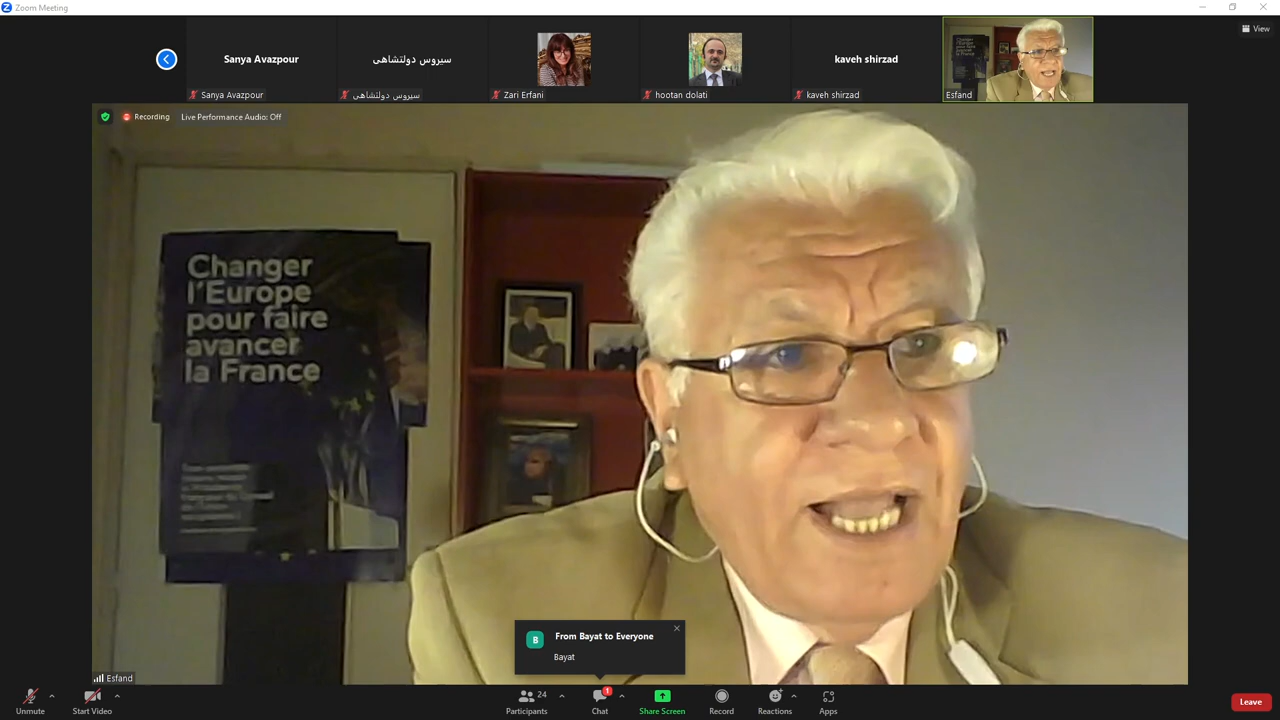 Zoom Meeting
View
Sanya Avazpour
سیروس دولتشاهی
kaveh shirzad
Sanya Avazpour
سیروس دولتشاهی
Zari Erfani
hootan dolati
kaveh shirzad
Esfand
Recording
Live Performance Audio: Off
Changer
l'Europe
pour faire
avancer
la France
B
From Bayat to Everyone
Bayat
Esfand
24
1
Unmute
Start Video
Participants
Chat
Share Screen
Record
Reactions
Apps
Leave